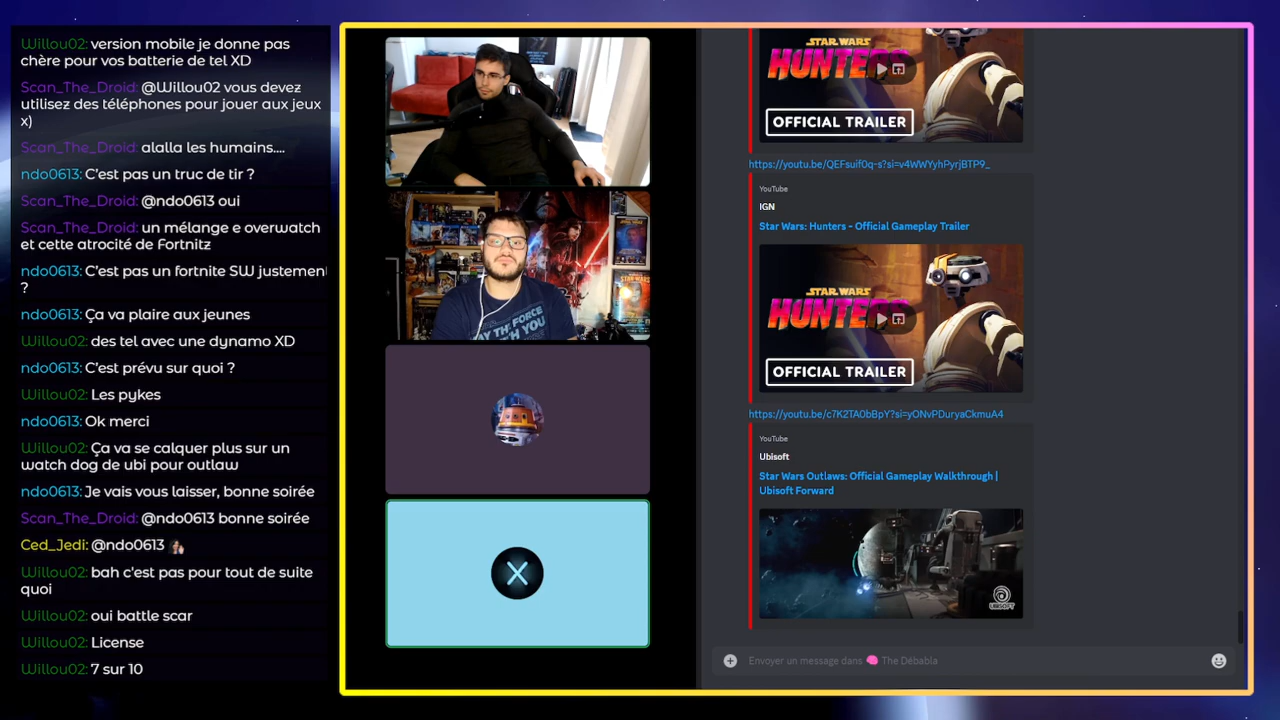 Willou02: version mobile je donne pas
chère pour vos batterie de tel XD
Scan_The_Droid: @Willou02 vous devez
utilisez des téléphones pour jouer aux jeux
x)
Scan_The_Droid: alalla les humains....
ndo0613: C'est pas un truc de tir ?
Scan_The_Droid: @ndo0613 oui
Scan_The_Droid: un mélange e overwatch
et cette atrocité de Fortnitz
ndo0613: C'est pas un fortnite SW justement
?
ndo0613: Ça va plaire aux jeunes
Willou02: des tel avec une dynamo XD
ndo0613: C'est prévu sur quoi ?
Willou02: Les pykes
ndo0613: Ok merci
Willou02: Ça va se calquer plus sur un
watch dog de ubi pour outlaw
ndo0613: Je vais vous laisser, bonne soirée
Scan_The_Droid: @ndo0613 bonne soirée
Ced_Jedi: @ndo0613
Willou02: bah c'est pas pour tout de suite
quoi
Willou02: oui battle scar
Willou02: License
Willou02: 7 sur 10
MAY THE FORCE
WITH YOU
STAR WARS
HUNTERS
OFFICIAL TRAILER
https://youtu.be/QEFsuif0q-s?si=v4WWYyhPyrjBTP9_
YouTube
IGN
Star Wars: Hunters - Official Gameplay Trailer
STAR WARS
HUNTERS
OFFICIAL TRAILER
https://youtu.be/c7K2TA0bBpY?si=yONvPDuryaCkmuA4
YouTube
Ubisoft
Star Wars Outlaws: Official Gameplay Walkthrough |
Ubisoft Forward
UBISOFT
Envoyer un message dans 🧠 The Débabla